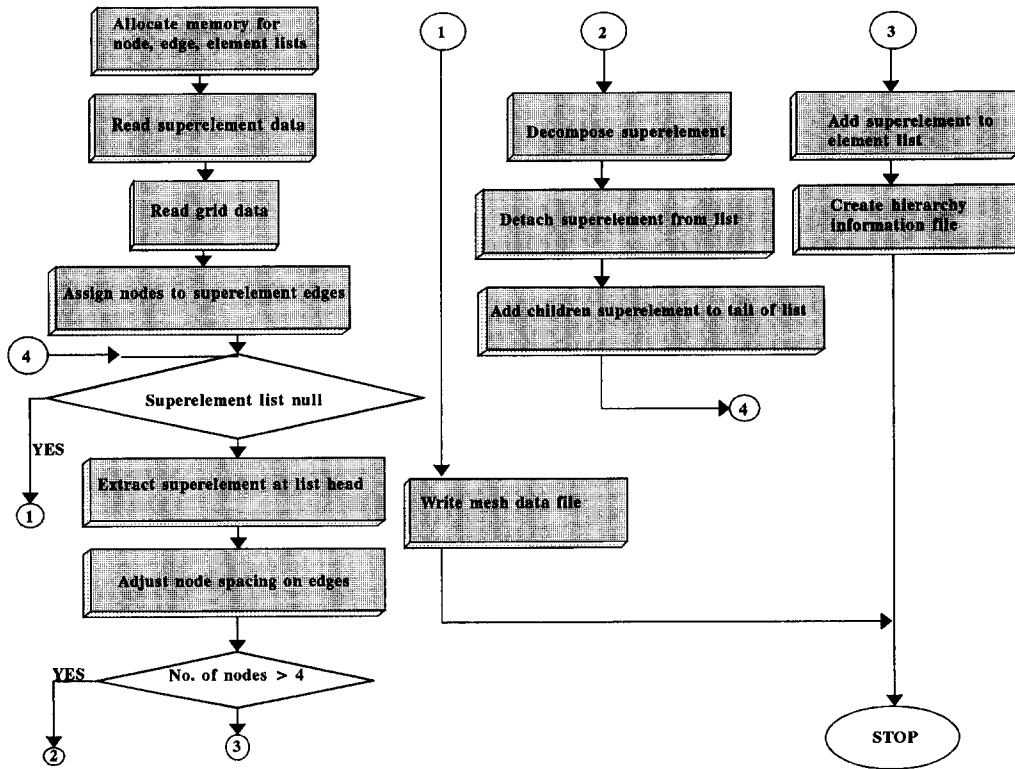 Allocate memory for
node, edge, element lists
Read superelement data
Read grid data
Assign nodes to superelement edges
4
Superelement list null
YES
1
Extract superelement at list head
Adjust node spacing on edges
No. of nodes > 4
YES
2
3
1
Write mesh data file
2
Decompose superelement
Detach superelement from list
Add children superelement to tail of list
4
3
Add superelement to
element list
Create hierarchy
information file
STOP